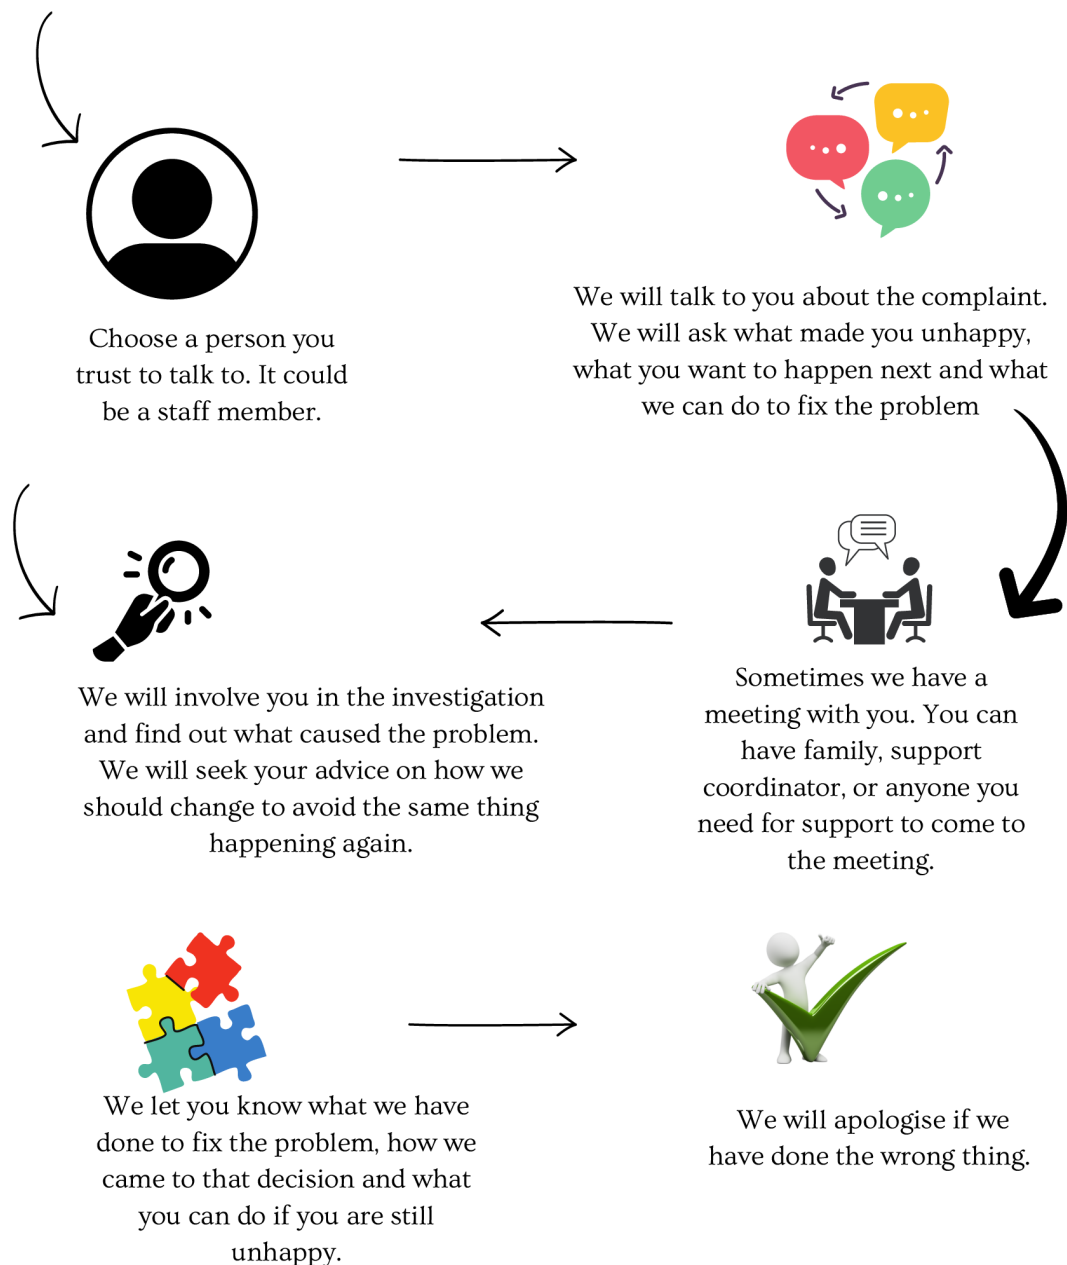 Choose a person you
trust to talk to. It could
be a staff member.
We will talk to you about the complaint.
We will ask what made you unhappy,
what you want to happen next and what
we can do to fix the problem
Sometimes we have a
meeting with you. You can
have family, support
coordinator, or anyone you
need for support to come to
the meeting.
We will involve you in the investigation
and find out what caused the problem.
We will seek your advice on how we
should change to avoid the same thing
happening again.
We let you know what we have
done to fix the problem, how we
came to that decision and what
you can do if you are still
unhappy.
We will apologise if we
have done the wrong thing.